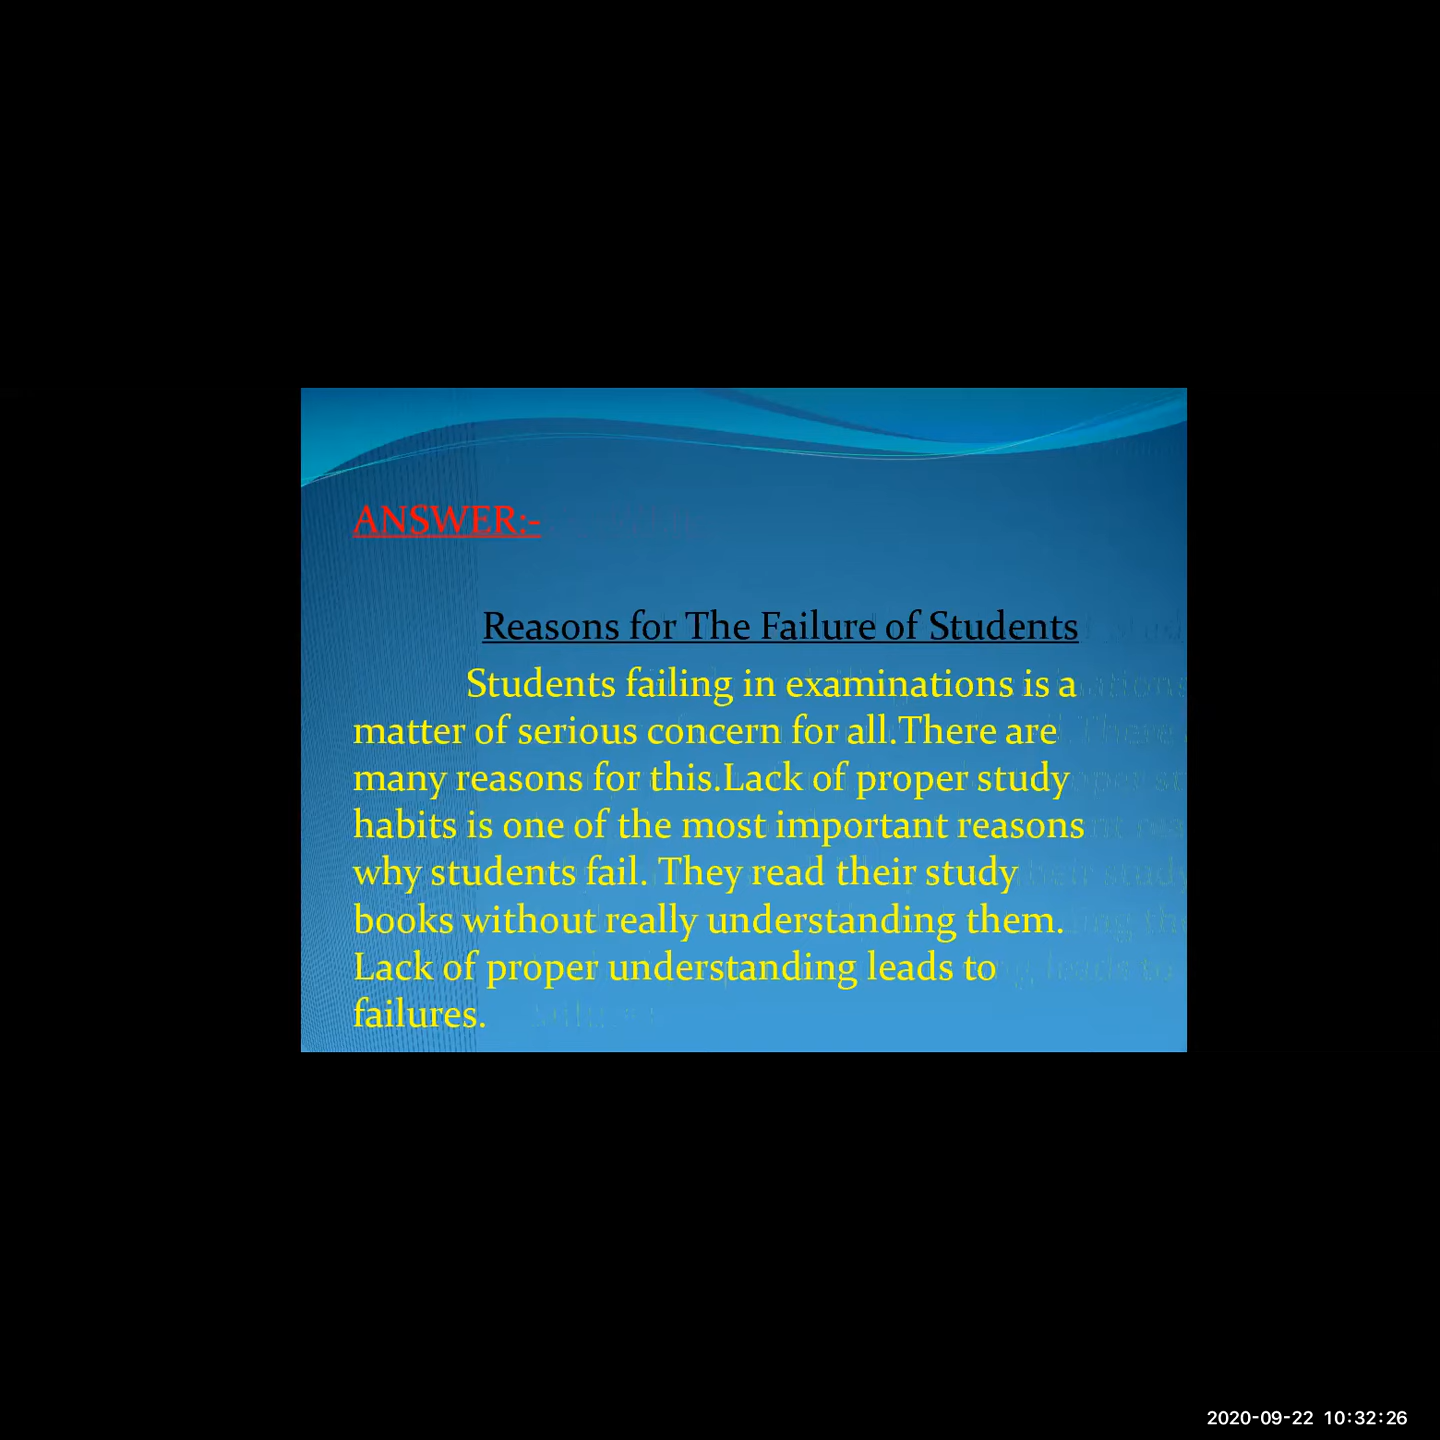 ANSWER:-
Reasons for The Failure of Students
Students failing in examinations is a
matter of serious concern for all.There are
many reasons for this.Lack of proper study
habits is one of the most important reasons
why students fail. They read their study
books without really understanding them.
Lack of proper understanding leads to
failures.
2020-09-22 10:32:26